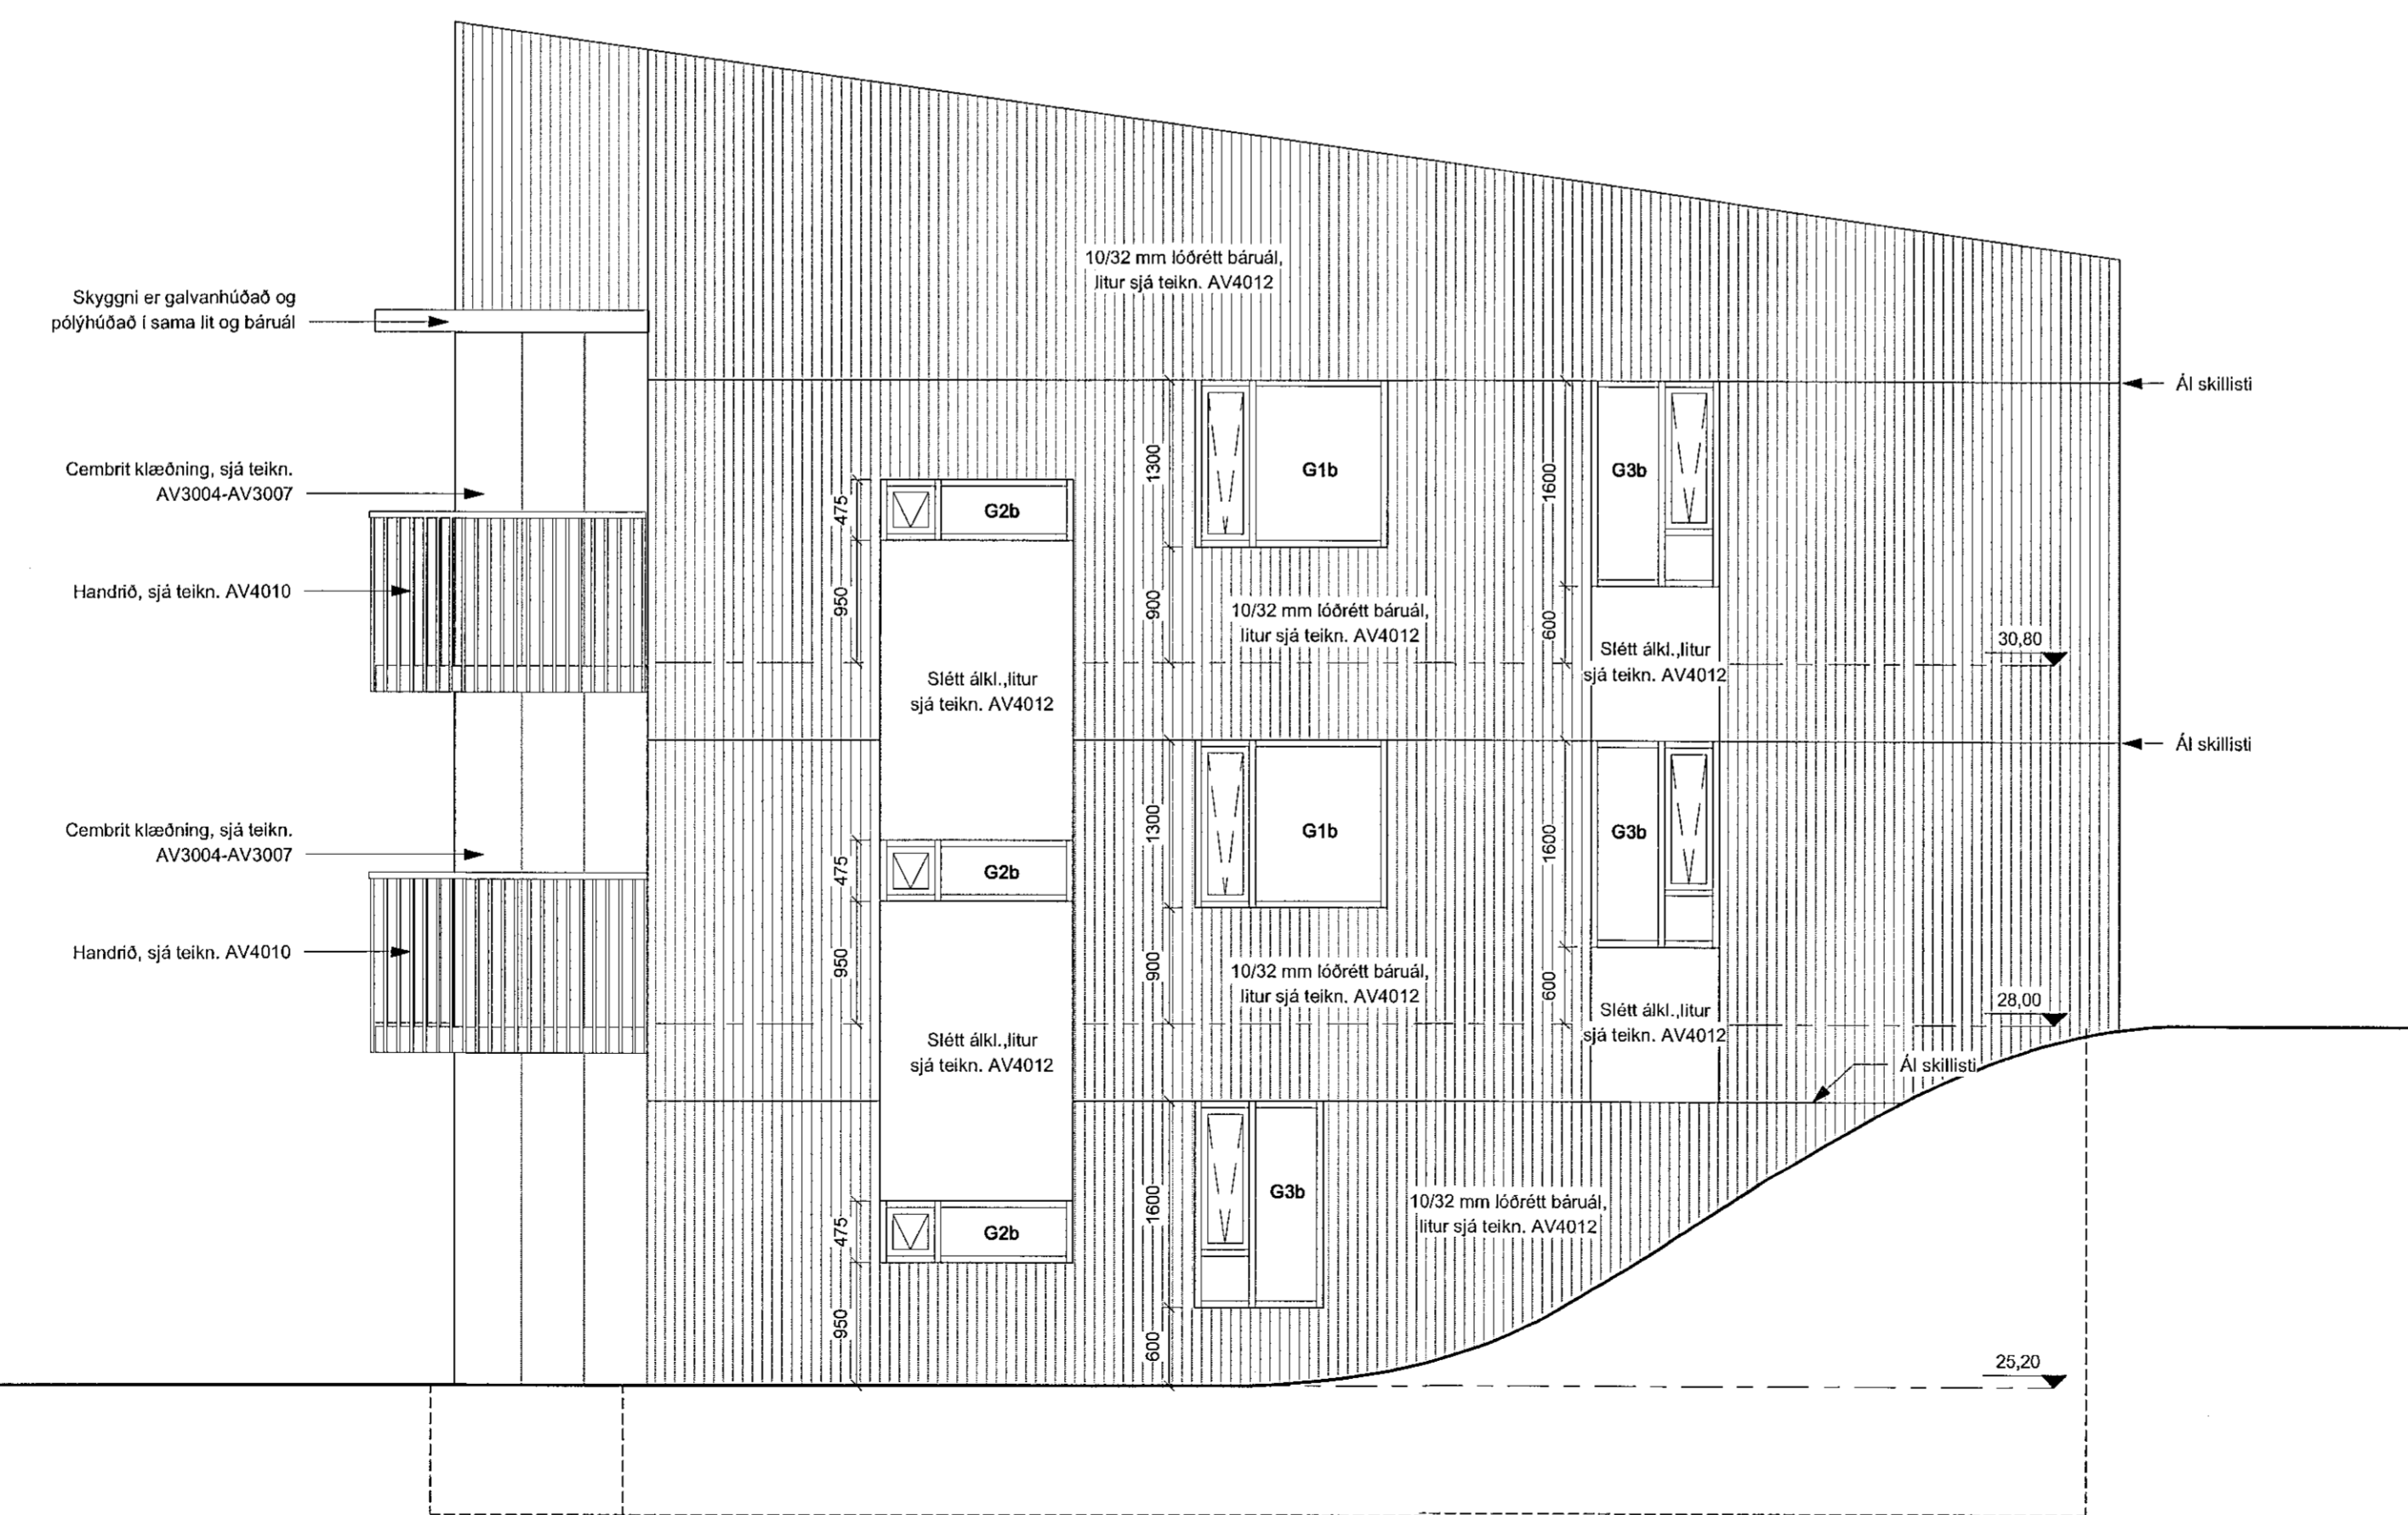 10/32 mm lóðrétt báruál,
litur sjá teikn. AV4012
Skyggni er galvanhúðað og
pólýhúðað í sama lit og báruál
Ál skillisti
Cembrit klæðning, sjá teikn.
AV3004-AV3007
1300
G1b
1600
G3b
475
G2b
Handrið, sjá teikn. AV4010
950
900
10/32 mm lóðrétt báruál,
litur sjá teikn. AV4012
600
Slétt álkl.,litur
sjá teikn. AV4012
30,80
Slétt álkl.,litur
sjá teikn. AV4012
Ál skillisti
Cembrit klæðning, sjá teikn.
AV3004-AV3007
1300
G1b
1600
G3b
475
G2b
Handrið, sjá teikn. AV4010
950
900
10/32 mm lóðrétt báruál,
litur sjá teikn. AV4012
600
Slétt álkl.,litur
sjá teikn. AV4012
28,00
Slétt álkl.,litur
sjá teikn. AV4012
Ál skillisti
1600
G3b
10/32 mm lóðrétt báruál,
litur sjá teikn. AV4012
475
G2b
950
600
25,20